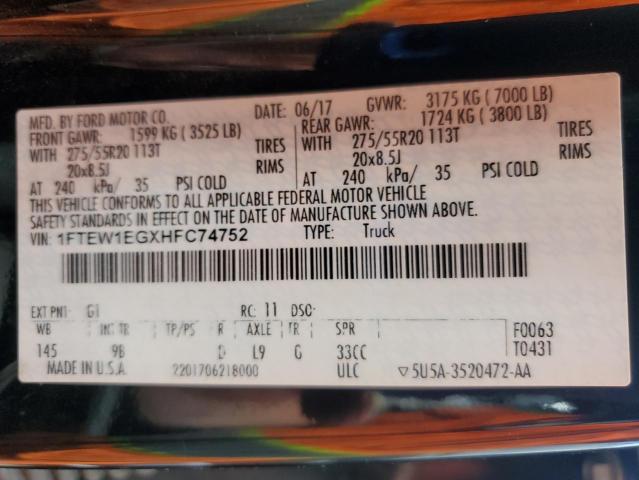 MFD. BY FORD MOTOR CO. DATE: 06/17 GVWR: 3175 KG ( 7000 LB)
FRONT GAWR: 1599 KG ( 3525 LB) REAR GAWR: 1724 KG ( 3800 LB)
WITH 275/55R20 113T TIRES WITH 275/55R20 113T TIRES
20x8.5J RIMS 20x8.5J RIMS
AT 240 kPa/ 35 PSI COLD AT 240 kPa/ 35 PSI COLD
THIS VEHICLE CONFORMS TO ALL APPLICABLE FEDERAL MOTOR VEHICLE
SAFETY STANDARDS IN EFFECT ON THE DATE OF MANUFACTURE SHOWN ABOVE.
VIN: 1FTEW1EGXHFC74752 TYPE: Truck
EXT PNT: G1 RC: 11 DSO:
WB INT TR TP/PS R AXLE TR SPR F0063
145 9B D L9 G 33CC T0431
MADE IN U.S.A. 2201706218000 ULC ▽5U5A-3520472-AA